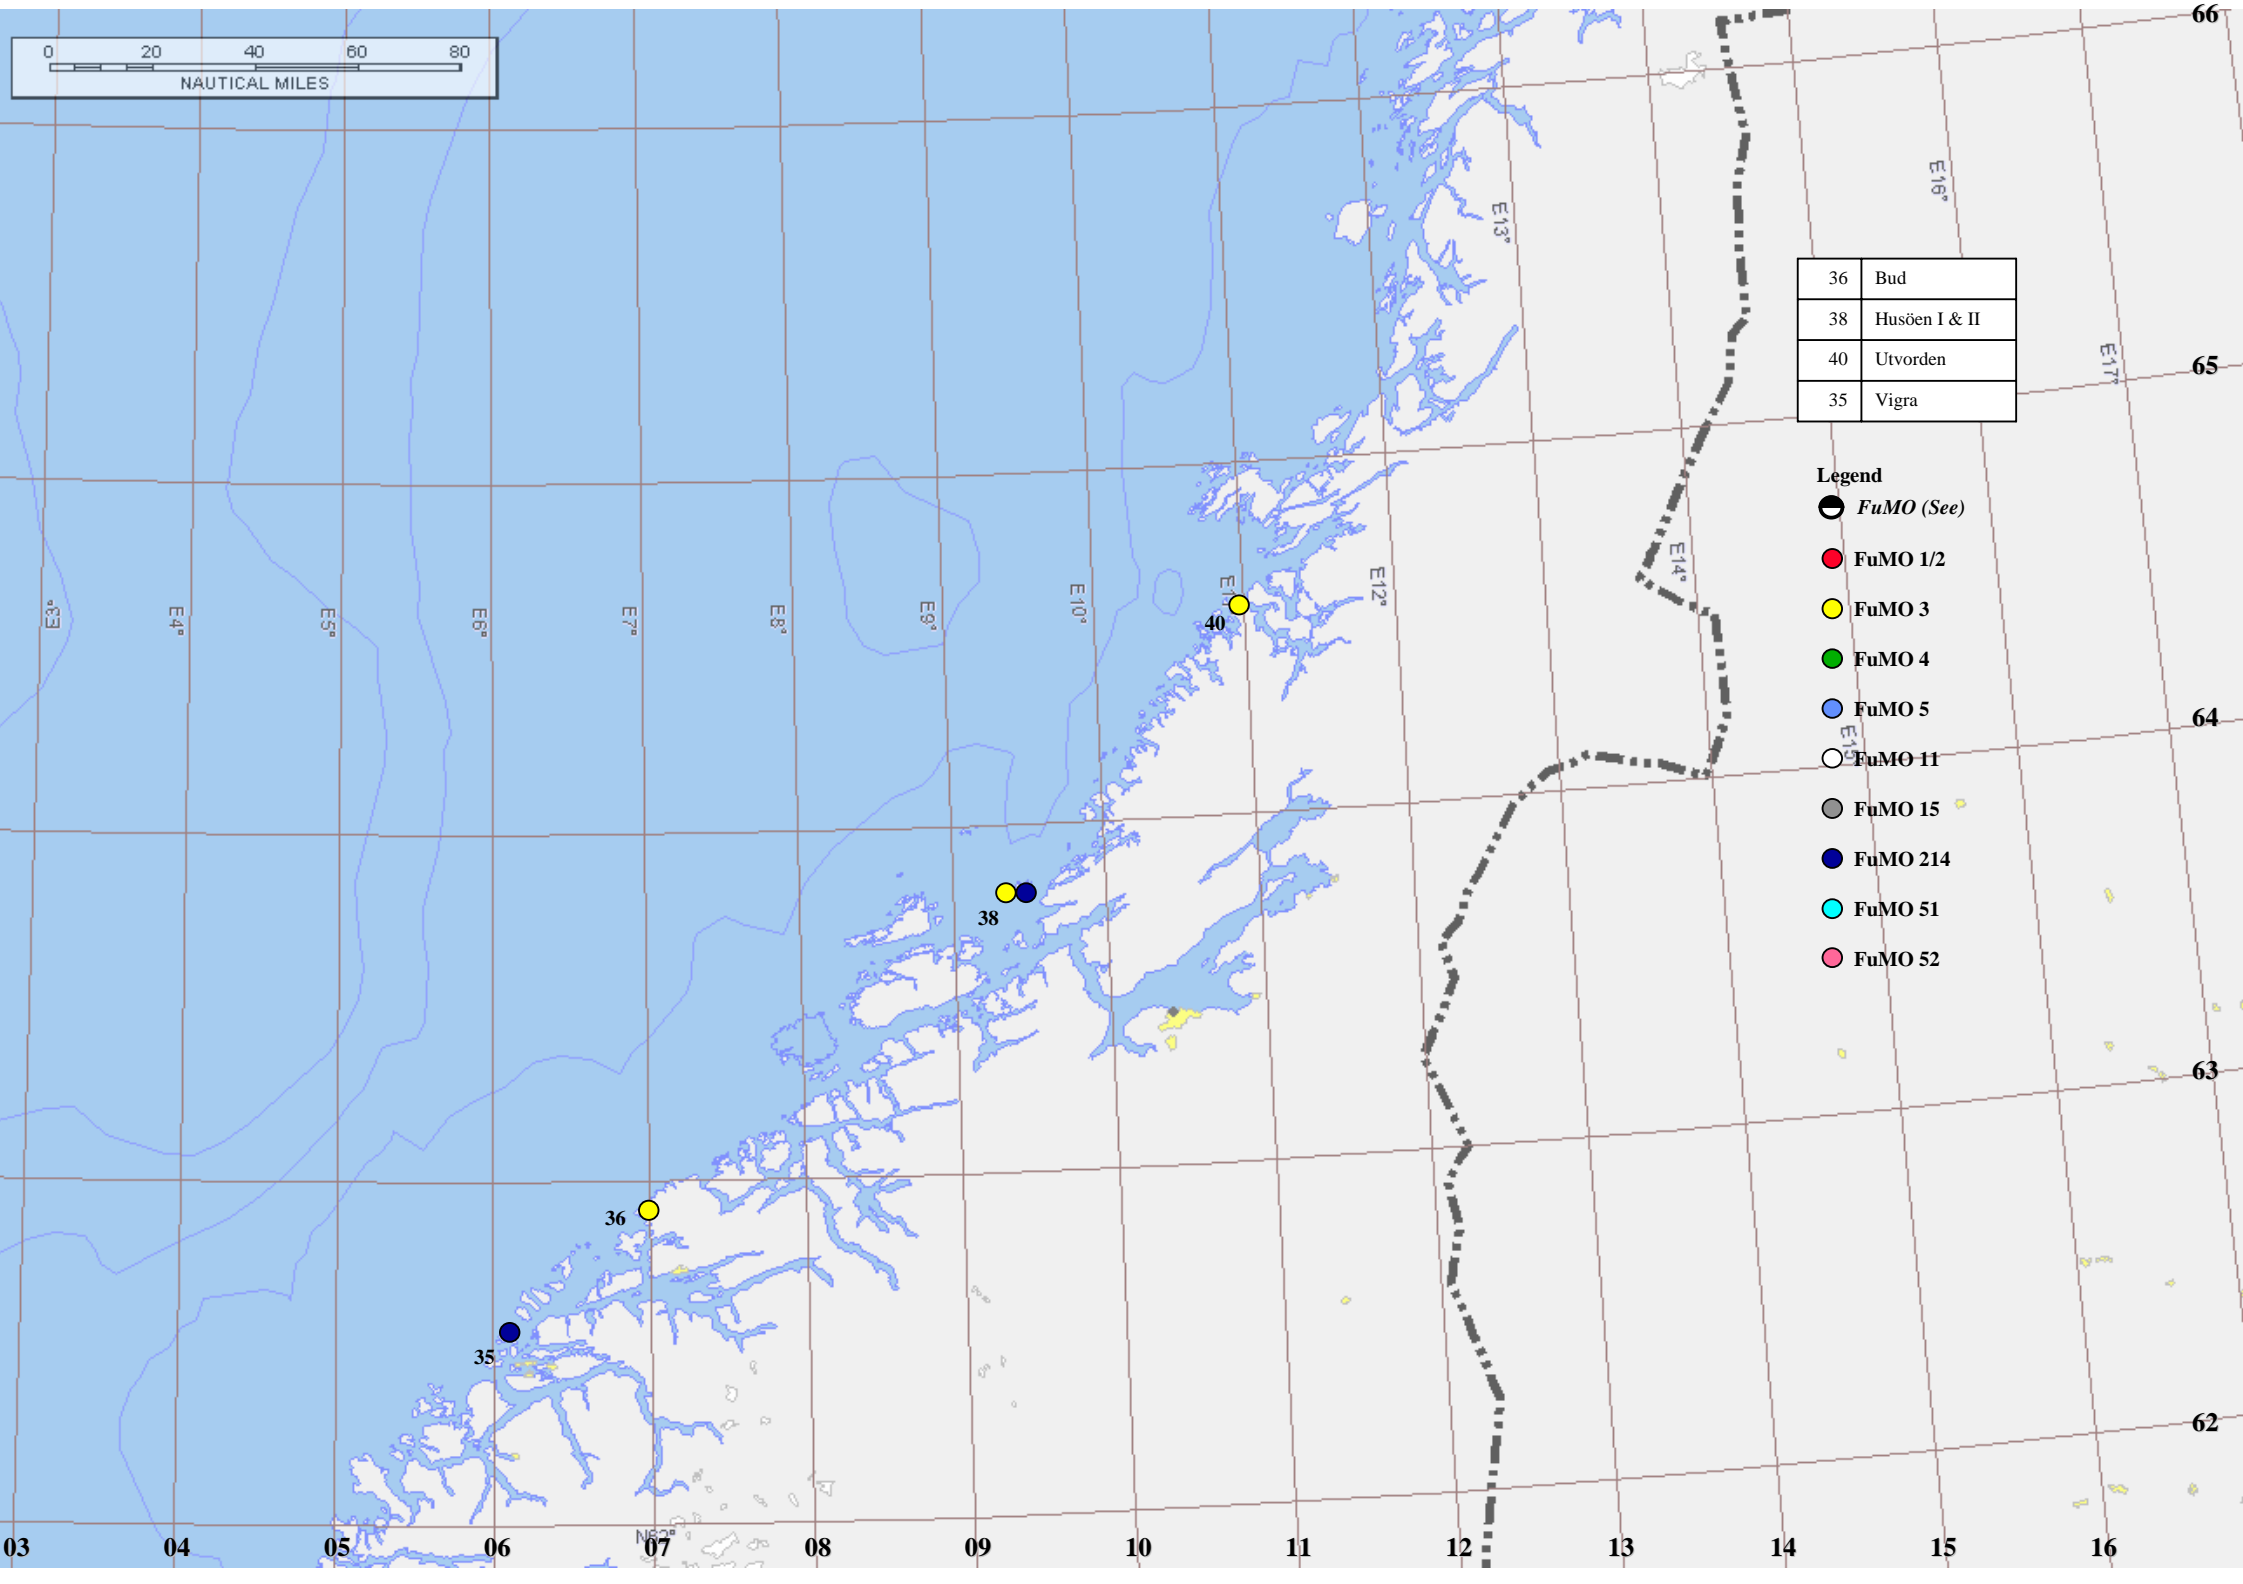 66
0 20 40 60 80
NAUTICAL MILES
E16°
E13°
36 Bud
38 Husöen I & II
40 Utvorden
35 Vigra
E17°
65
Legend
FuMO (See)
FuMO 1/2
FuMO 3
FuMO 4
FuMO 5
FuMO 11
FuMO 15
FuMO 214
FuMO 51
FuMO 52
E3° E4° E5° E6° E7° E8° E9° E10° E12° E14°
40
64
38
63
36
35
62
N62°
03 04 05 06 07 08 09 10 11 12 13 14 15 16